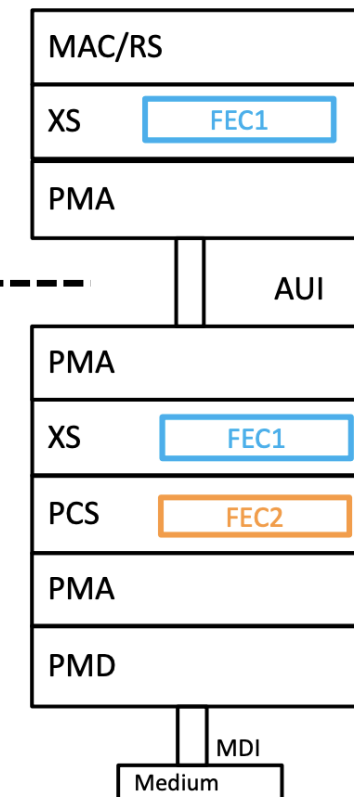 MAC/RS
XS FEC1
PMA
AUI
PMA
XS FEC1
PCS FEC2
PMA
PMD
MDI
Medium